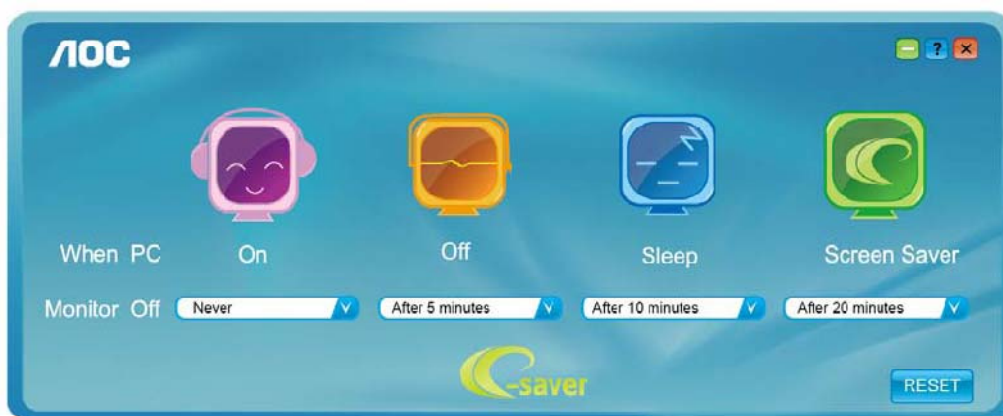 AOC
?
When PC On Off Sleep Screen Saver
Monitor Off Never After 5 minutes After 10 minutes After 20 minutes
e-saver
RESET